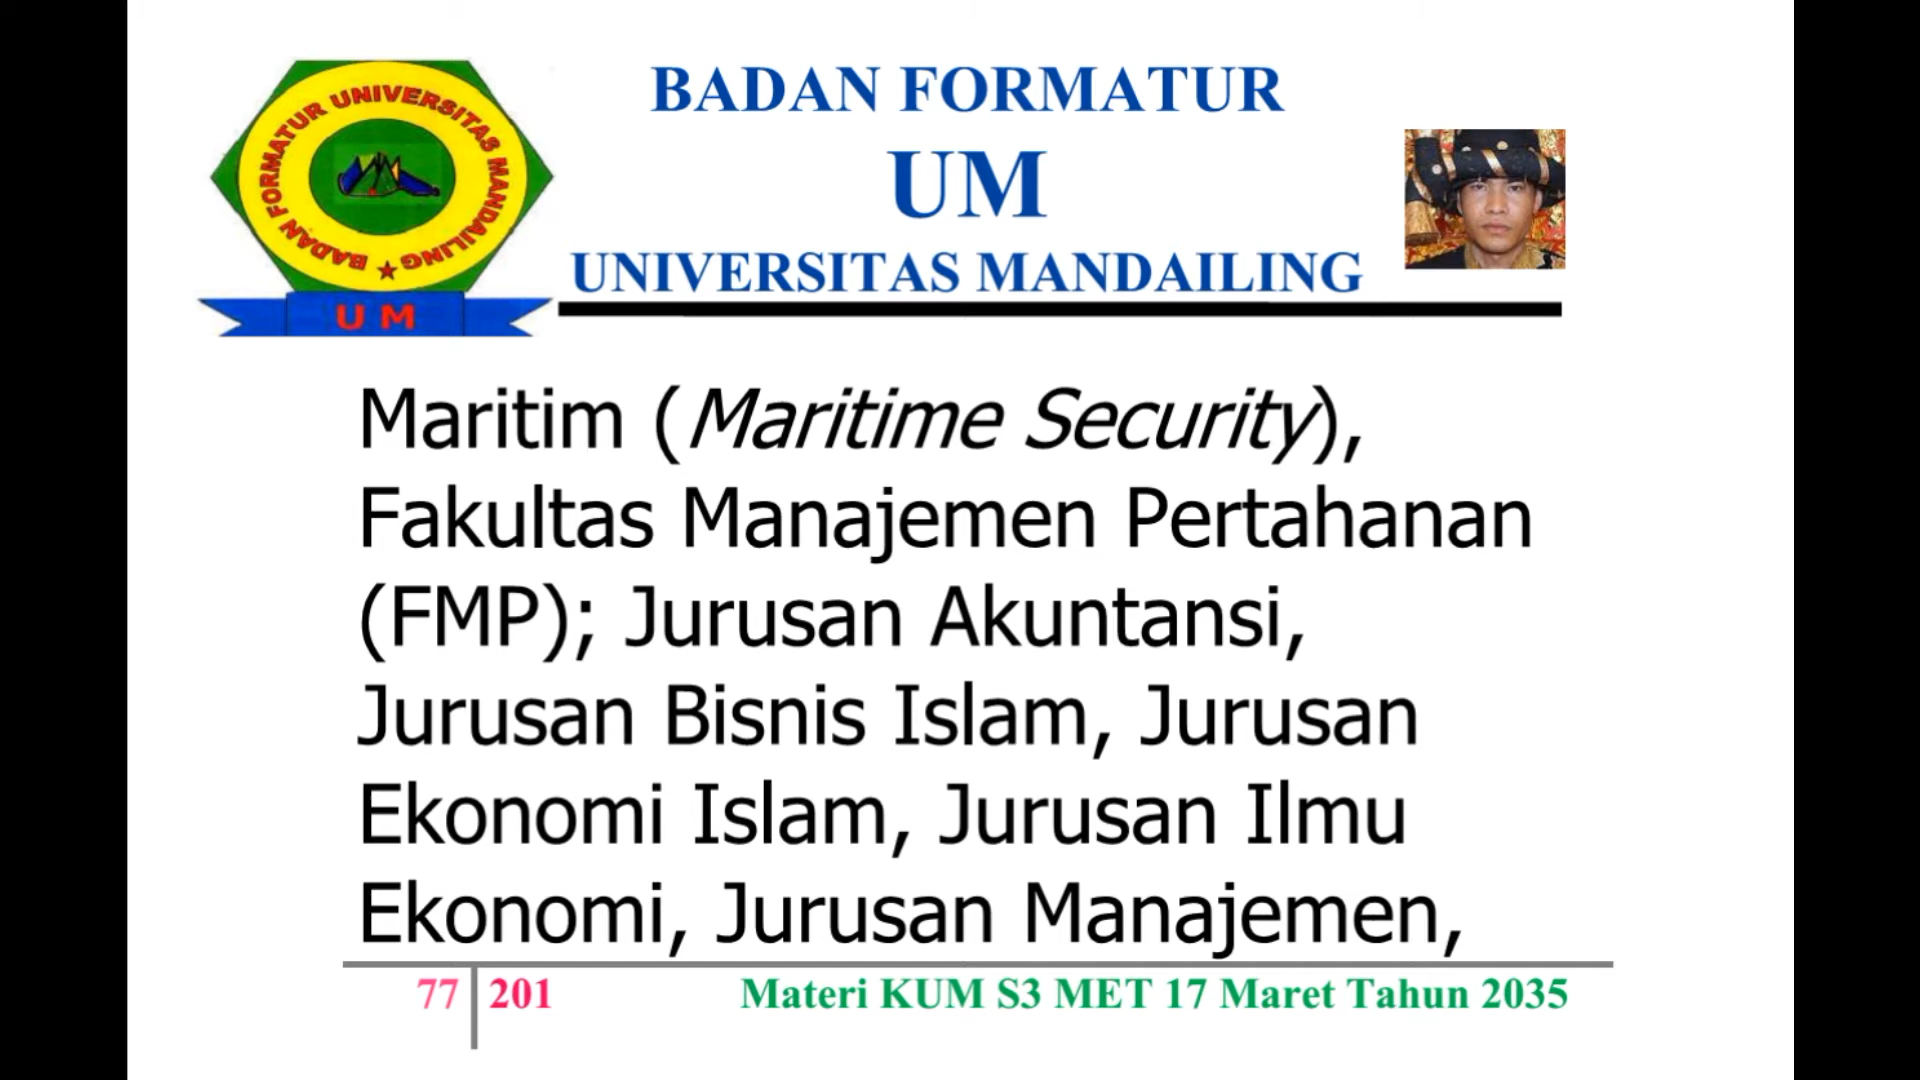 BADAN FORMATUR UNIVERSITAS MANDAILING
U M
BADAN FORMATUR
UM
UNIVERSITAS MANDAILING
Maritim (Maritime Security),
Fakultas Manajemen Pertahanan
(FMP); Jurusan Akuntansi,
Jurusan Bisnis Islam, Jurusan
Ekonomi Islam, Jurusan Ilmu
Ekonomi, Jurusan Manajemen,
77 201 Materi KUM S3 MET 17 Maret Tahun 2035